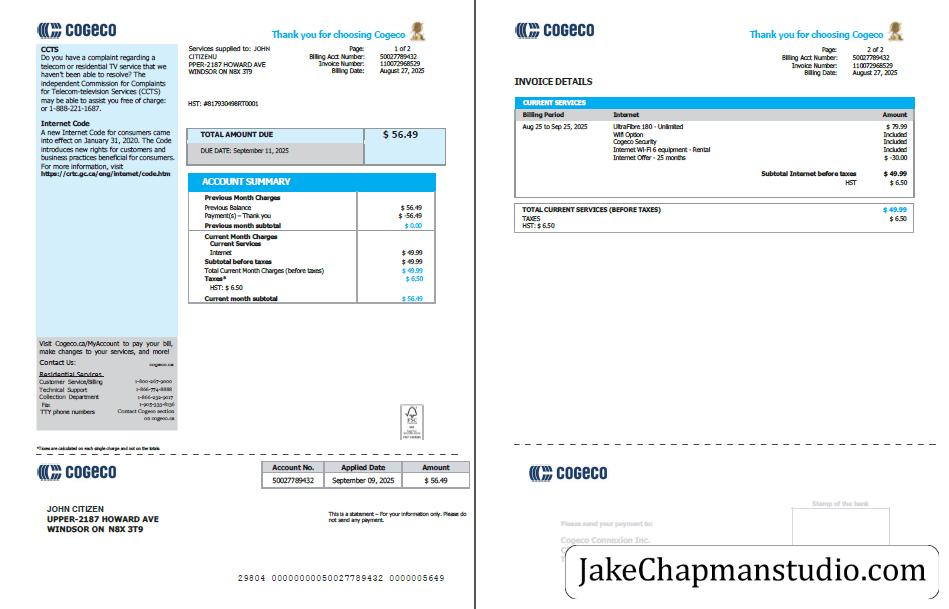 COGECO
Thank you for choosing Cogeco
CCTS
Do you have a complaint regarding a
telecom or residential TV service that we
haven't been able to resolve? The
independent Commission for Complaints
for Telecom-television Services (CCTS)
may be able to assist you free of charge:
or 1-888-221-1687.
Internet Code
A new Internet Code for consumers came
into effect on January 31, 2020. The Code
introduces new rights for customers and
business practices beneficial for consumers.
For more information, visit
https://crtc.gc.ca/eng/internet/code.htm
Services supplied to: JOHN
CITIZENU
PPER-2187 HOWARD AVE
WINDSOR ON N8X 3T9
Page: 1 of 2
Billing Acct Number: 50027789432
Invoice Number: 110072968529
Billing Date: August 27, 2025
HST: #817930498RT0001
TOTAL AMOUNT DUE $ 56.49
DUE DATE: September 11, 2025
ACCOUNT SUMMARY
Previous Month Charges
Previous Balance $ 56.49
Payment(s) – Thank you $ -56.49
Previous month subtotal $ 0.00
Current Month Charges
Current Services
Internet $ 49.99
Subtotal before taxes $ 49.99
Total Current Month Charges (before taxes) $ 49.99
Taxes* $ 6.50
HST: $ 6.50
Current month subtotal $ 56.49
Visit Cogeco.ca/MyAccount to pay your bill,
make changes to your services, and more!
Contact Us: cogeco.ca
Residential Services
Customer Service/Billing 1-800-267-9000
Technical Support 1-866-774-8888
Collection Department 1-866-232-9017
Fax 1-905-333-8136
TTY phone numbers Contact Cogeco section
on cogeco.ca
FSC
*Taxes are calculated on each single charge and not on the totals
COGECO
Account No. Applied Date Amount
50027789432 September 09, 2025 $ 56.49
JOHN CITIZEN
UPPER-2187 HOWARD AVE
WINDSOR ON N8X 3T9
This is a statement – For your information only. Please do
not send any payment.
29804 00000000050027789432 0000005649
COGECO
Thank you for choosing Cogeco
Page: 2 of 2
Billing Acct Number: 50027789432
Invoice Number: 110072968529
Billing Date: August 27, 2025
INVOICE DETAILS
CURRENT SERVICES
Billing Period Internet Amount
Aug 25 to Sep 25, 2025 UltraFibre 180 - Unlimited $ 79.99
Wifi Option Included
Cogeco Security Included
Internet Wi-Fi 6 equipment - Rental Included
Internet Offer - 25 months $ -30.00
Subtotal Internet before taxes $ 49.99
HST $ 6.50
TOTAL CURRENT SERVICES (BEFORE TAXES) $ 49.99
TAXES $ 6.50
HST: $ 6.50
COGECO
Stamp of the bank
Please send your payment to:
Cogeco Connexion Inc.
JakeChapmanstudio.com